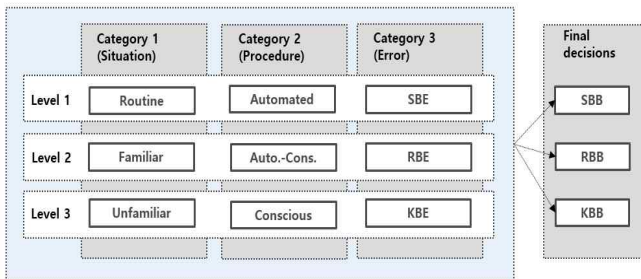 Category 1
(Situation)
Category 2
(Procedure)
Category 3
(Error)
Final
decisions
Level 1
Routine
Automated
SBE
SBB
Level 2
Familiar
Auto.-Cons.
RBE
RBB
Level 3
Unfamiliar
Conscious
KBE
KBB